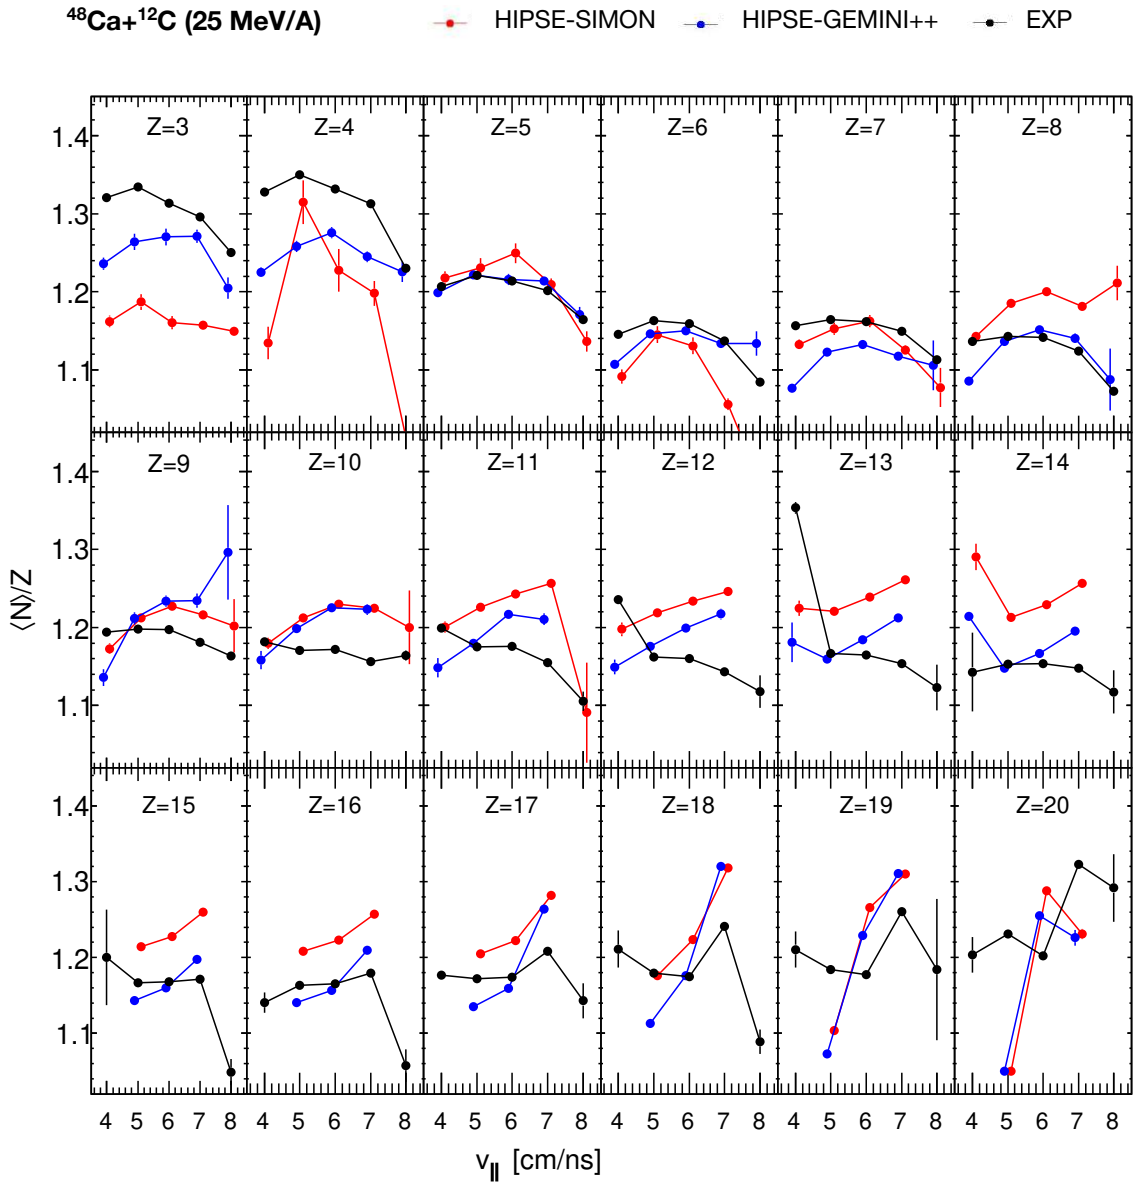 ⁴⁸Ca+¹²C (25 MeV/A) HIPSE-SIMON HIPSE-GEMINI++ EXP
Z=3 Z=4 Z=5 Z=6 Z=7 Z=8
1.4
1.3
1.2
1.1
Z=9 Z=10 Z=11 Z=12 Z=13 Z=14
1.4
1.3
1.2
1.1
⟨N⟩/Z
Z=15 Z=16 Z=17 Z=18 Z=19 Z=20
1.4
1.3
1.2
1.1
4 5 6 7 8 4 5 6 7 8 4 5 6 7 8 4 5 6 7 8 4 5 6 7 8 4 5 6 7 8
v|| [cm/ns]